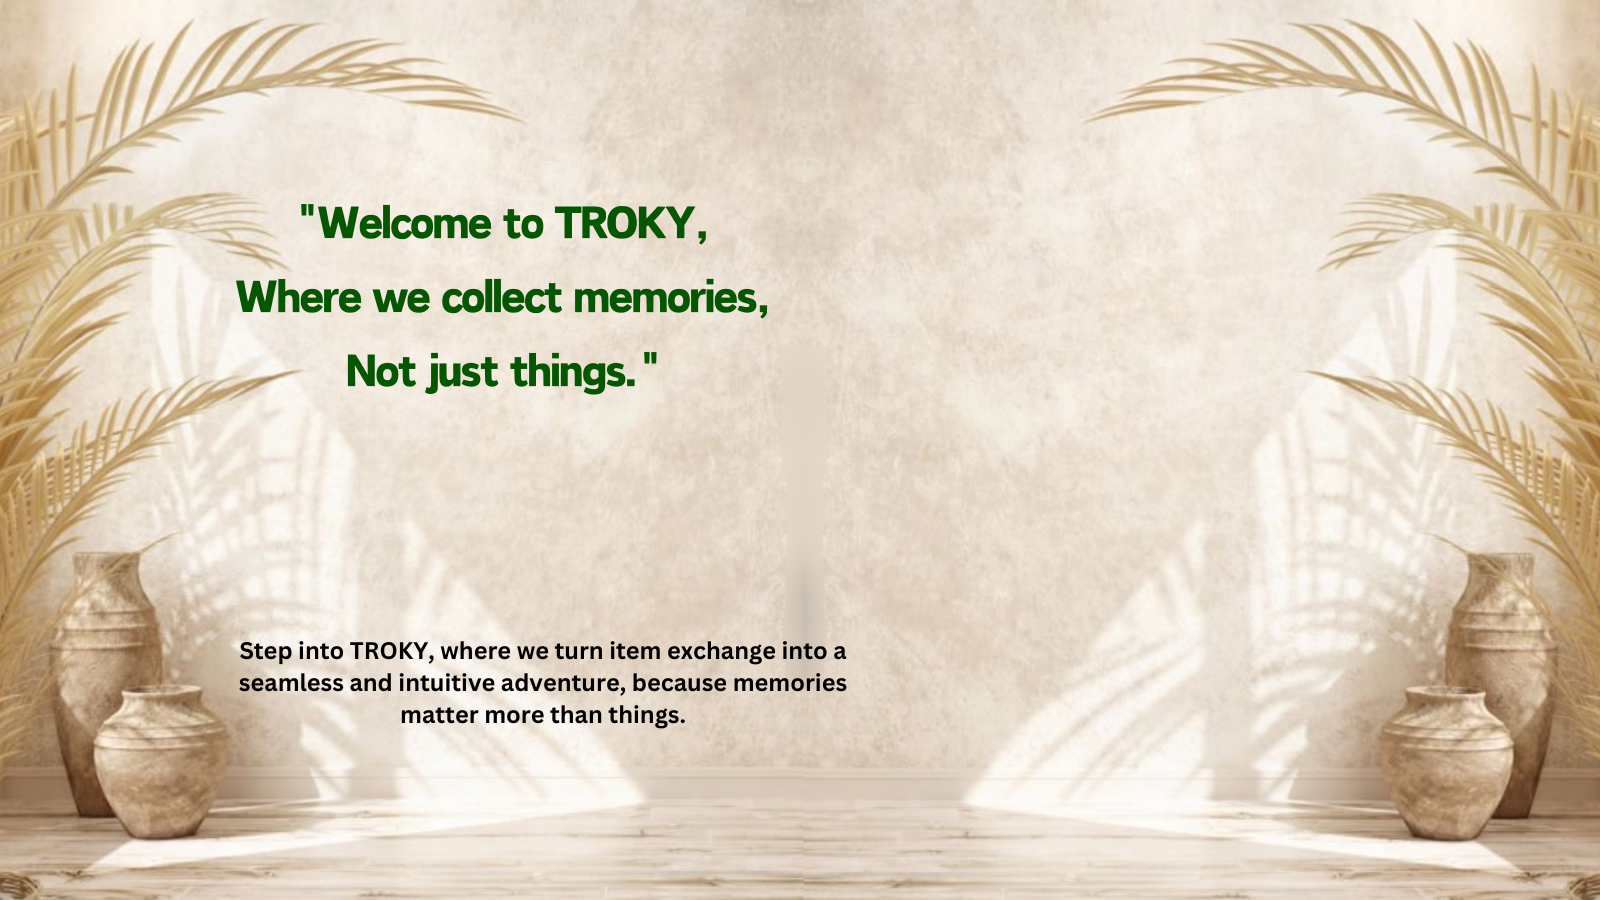 "Welcome to TROKY,
Where we collect memories,
Not just things."
Step into TROKY, where we turn item exchange into a
seamless and intuitive adventure, because memories
matter more than things.